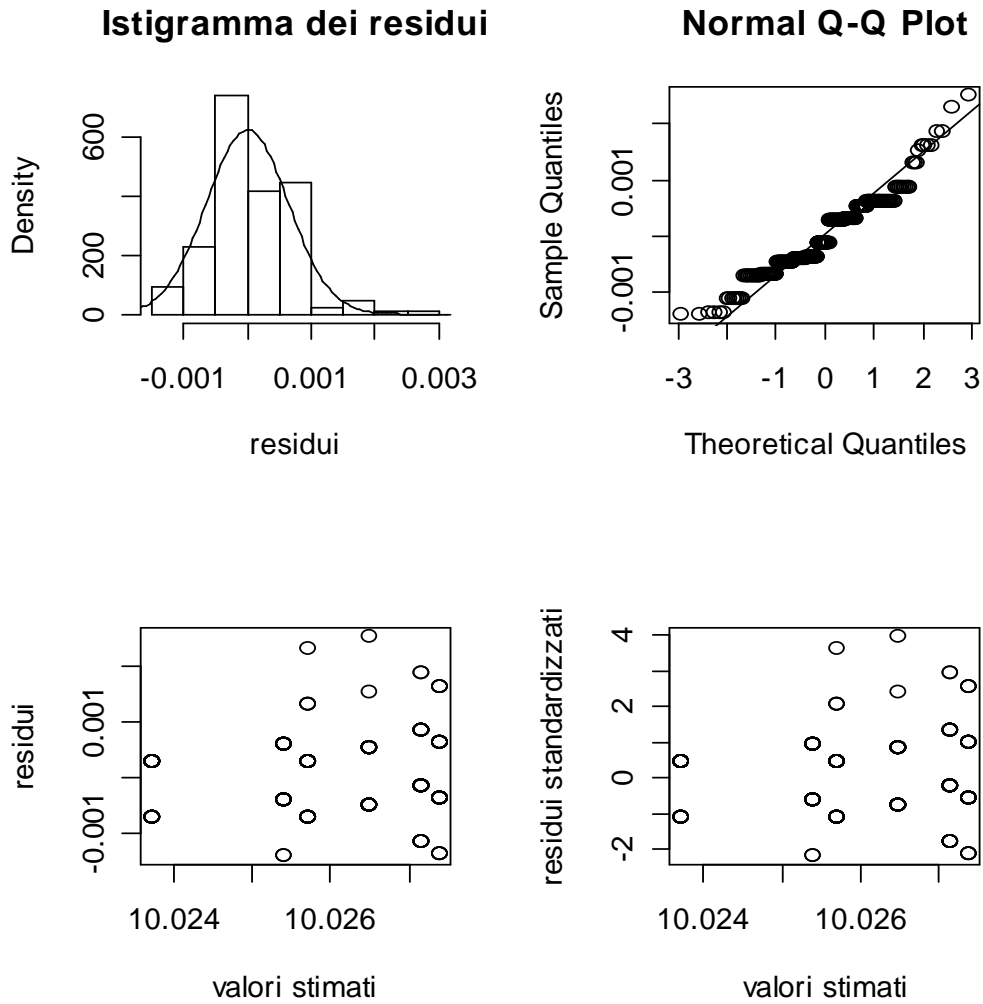 Istigramma dei residui
Density
0 200 600
-0.001 0.001 0.003
residui
Normal Q-Q Plot
Sample Quantiles
-0.001 0.001
-3 -1 0 1 2 3
Theoretical Quantiles
residui
-0.001 0.001
10.024 10.026
valori stimati
residui standardizzati
-2 0 2 4
10.024 10.026
valori stimati